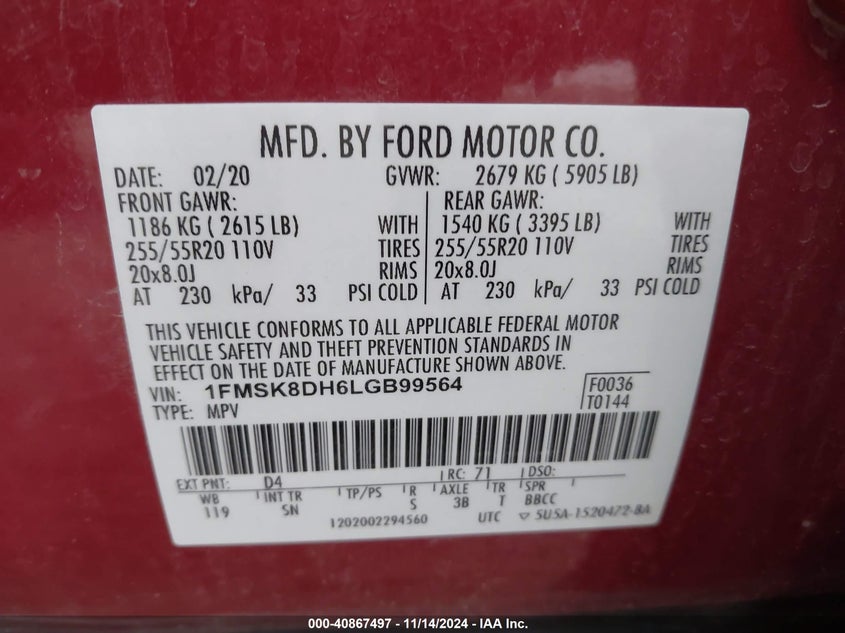 MFD. BY FORD MOTOR CO.
DATE: 02/20 GVWR: 2679 KG ( 5905 LB)
FRONT GAWR: REAR GAWR:
1186 KG ( 2615 LB) WITH 1540 KG ( 3395 LB) WITH
255/55R20 110V TIRES 255/55R20 110V TIRES
20x8.0J RIMS 20x8.0J RIMS
AT 230 kPa/ 33 PSI COLD AT 230 kPa/ 33 PSI COLD
THIS VEHICLE CONFORMS TO ALL APPLICABLE FEDERAL MOTOR
VEHICLE SAFETY AND THEFT PREVENTION STANDARDS IN
EFFECT ON THE DATE OF MANUFACTURE SHOWN ABOVE.
VIN: 1FMSK8DH6LGB99564 F0036
TYPE: MPV T0144
EXT PNT: D4 RC: 71 DSO:
WB INT TR TP/PS R AXLE TR SPR
119 SN S 3B T BBCC
1202002294560 UTC ▽ 5U5A-1520472-BA
000-40867497 - 11/14/2024 - IAA Inc.